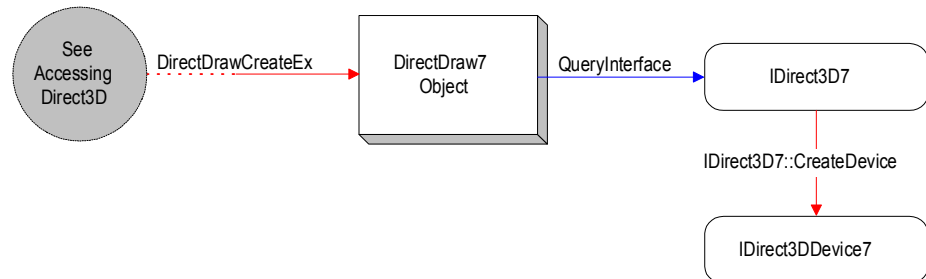 See
Accessing
Direct3D
DirectDrawCreateEx
DirectDraw7
Object
QueryInterface
IDirect3D7
IDirect3D7::CreateDevice
IDirect3DDevice7